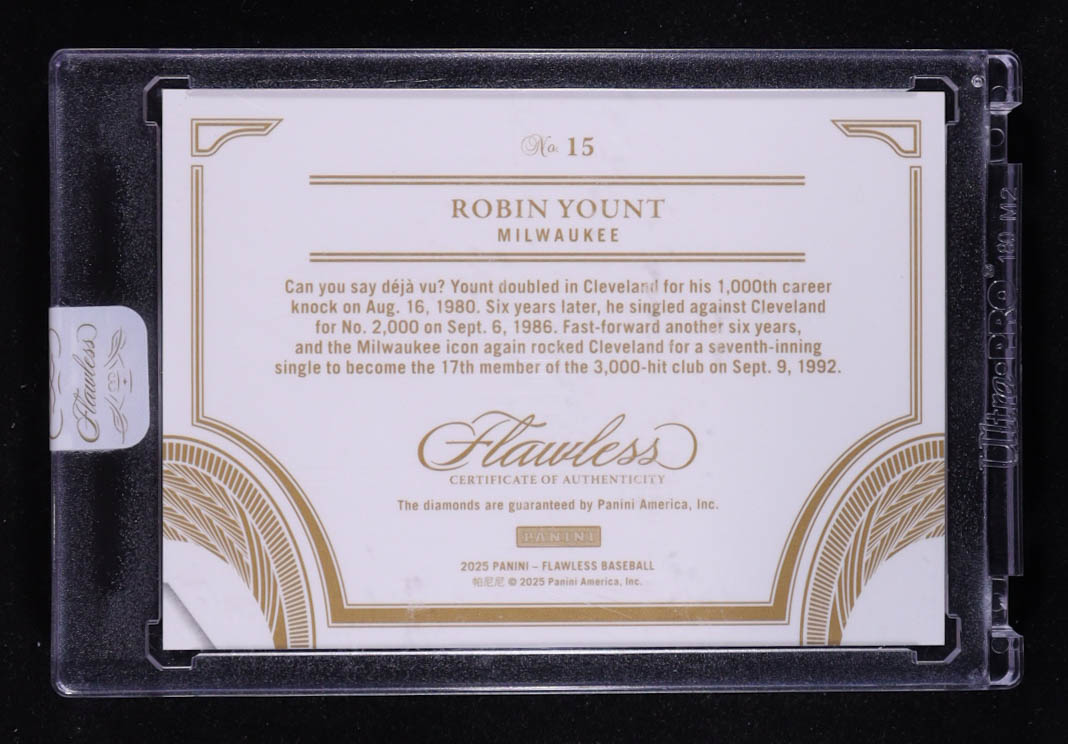 No. 15
ROBIN YOUNT
MILWAUKEE
Can you say déjà vu? Yount doubled in Cleveland for his 1,000th career
knock on Aug. 16, 1980. Six years later, he singled against Cleveland
for No. 2,000 on Sept. 6, 1986. Fast-forward another six years,
and the Milwaukee icon again rocked Cleveland for a seventh-inning
single to become the 17th member of the 3,000-hit club on Sept. 9, 1992.
Flawless
CERTIFICATE OF AUTHENTICITY
The diamonds are guaranteed by Panini America, Inc.
PANINI
2025 PANINI – FLAWLESS BASEBALL
帕尼尼 © 2025 Panini America, Inc.
Flawless
Ultra•PRO® 180 M2